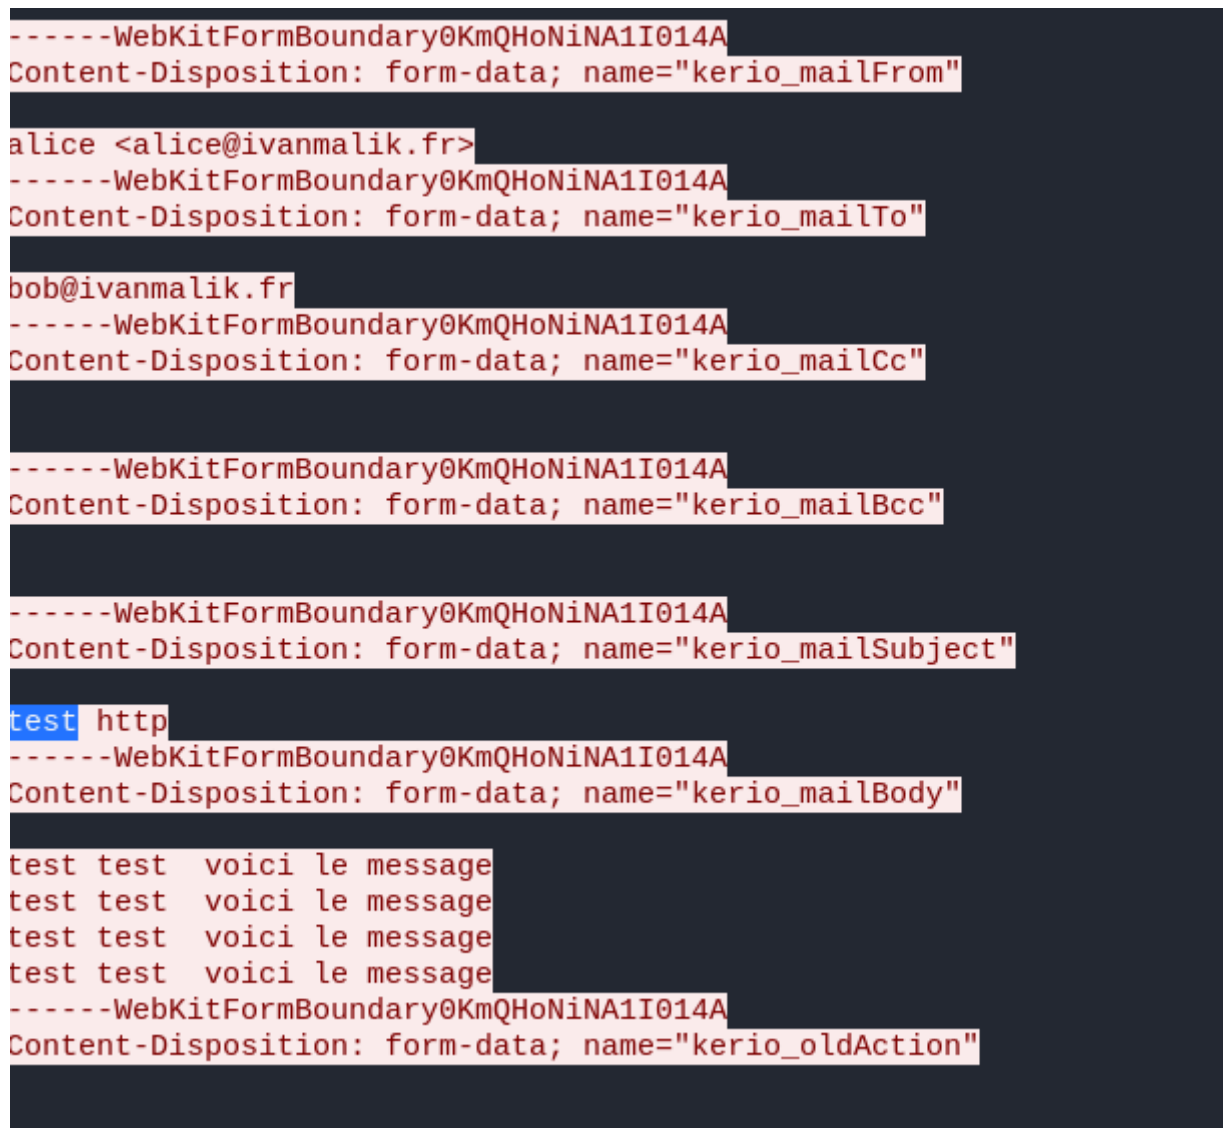 ------WebKitFormBoundary0KmQHoNiNA1I014A
Content-Disposition: form-data; name="kerio_mailFrom"
alice <alice@ivanmalik.fr>
------WebKitFormBoundary0KmQHoNiNA1I014A
Content-Disposition: form-data; name="kerio_mailTo"
bob@ivanmalik.fr
------WebKitFormBoundary0KmQHoNiNA1I014A
Content-Disposition: form-data; name="kerio_mailCc"
------WebKitFormBoundary0KmQHoNiNA1I014A
Content-Disposition: form-data; name="kerio_mailBcc"
------WebKitFormBoundary0KmQHoNiNA1I014A
Content-Disposition: form-data; name="kerio_mailSubject"
test http
------WebKitFormBoundary0KmQHoNiNA1I014A
Content-Disposition: form-data; name="kerio_mailBody"
test test  voici le message
test test  voici le message
test test  voici le message
test test  voici le message
------WebKitFormBoundary0KmQHoNiNA1I014A
Content-Disposition: form-data; name="kerio_oldAction"